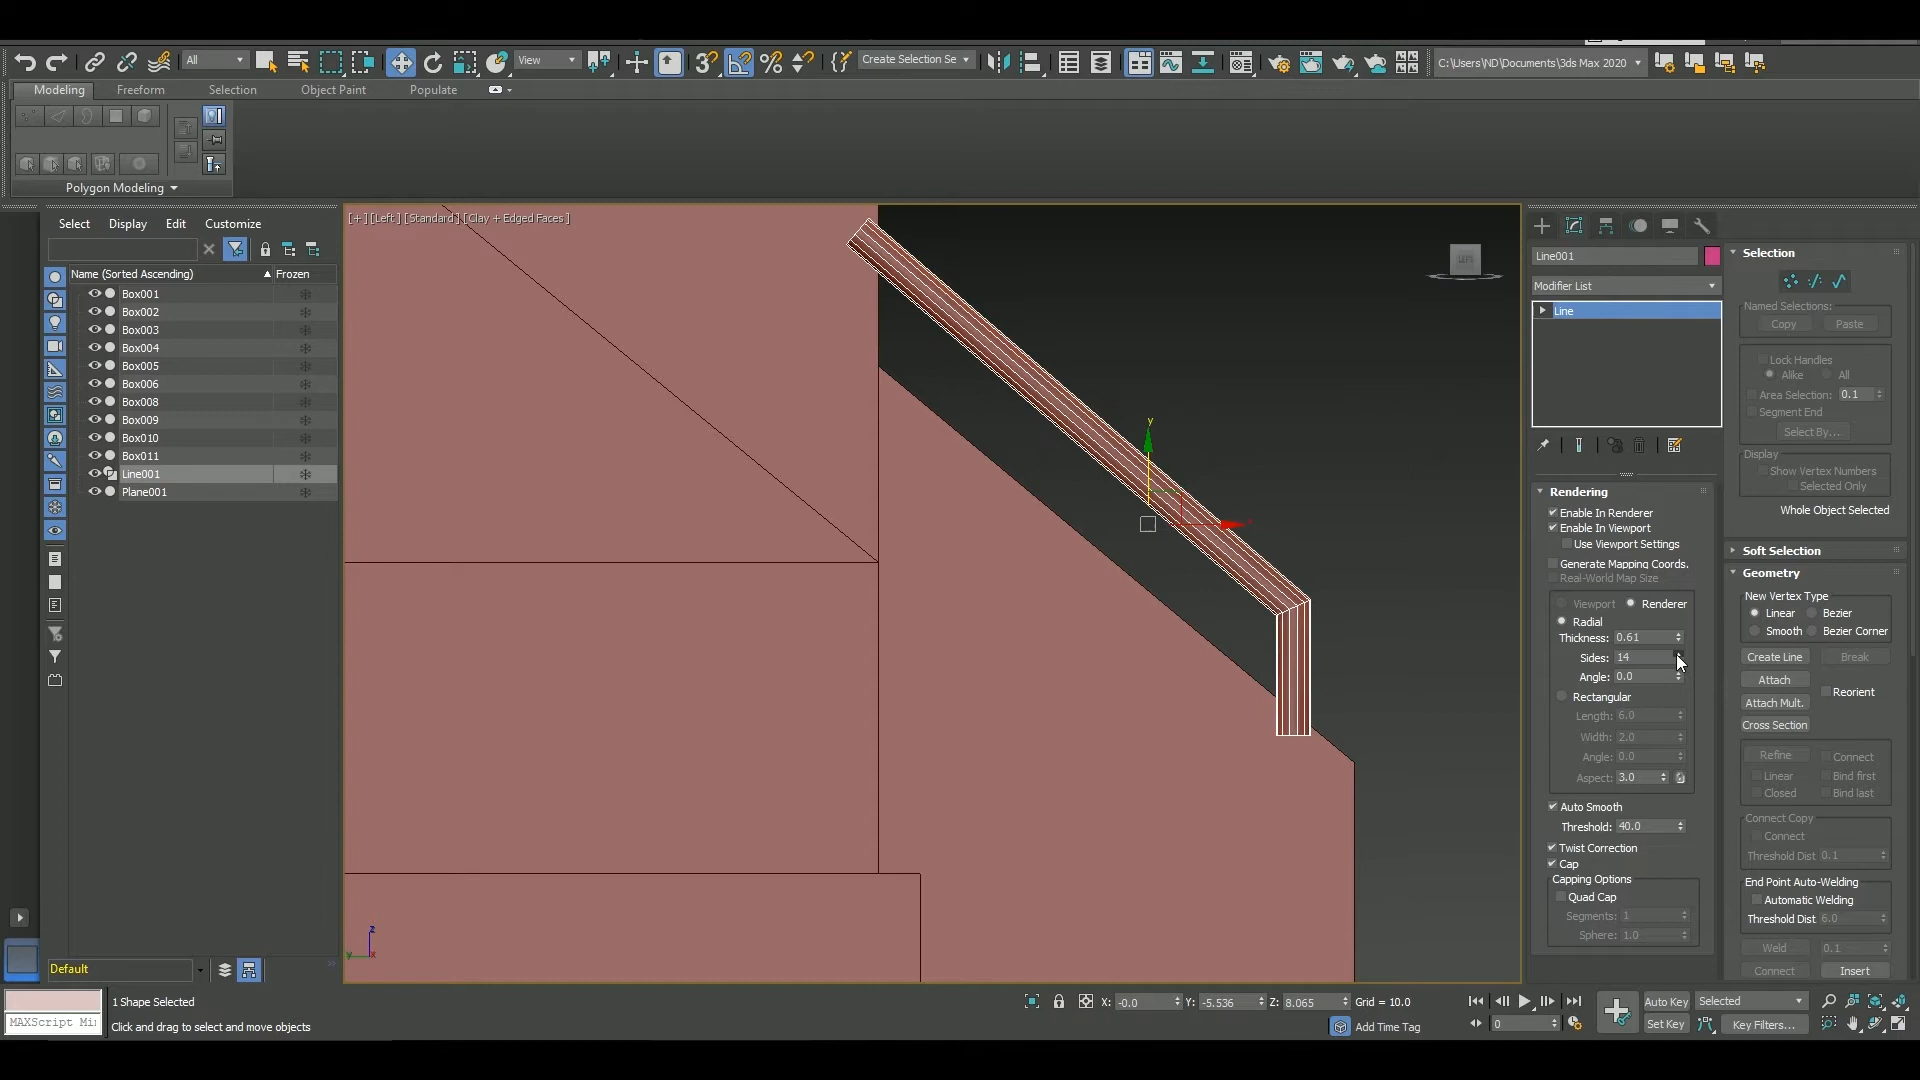 All
View
Create Selection Se
C:\Users\ND\Documents\3ds Max 2020
Modeling
Freeform
Selection
Object Paint
Populate
Polygon Modeling
Select
Display
Edit
Customize
Name (Sorted Ascending)
Frozen
Box001
Box002
Box003
Box004
Box005
Box006
Box008
Box009
Box010
Box011
Line001
Plane001
Default
[+] [Left] [Standard] [Clay + Edged Faces]
LEFT
y
z
y
x
Line001
Modifier List
Line
Rendering
Enable In Renderer
Enable In Viewport
Use Viewport Settings
Generate Mapping Coords.
Real-World Map Size
Viewport
Renderer
Radial
Thickness: 0.61
Sides: 14
Angle: 0.0
Rectangular
Length: 6.0
Width: 2.0
Angle: 0.0
Aspect: 3.0
Auto Smooth
Threshold: 40.0
Twist Correction
Cap
Capping Options
Quad Cap
Segments: 1
Sphere: 1.0
Selection
Named Selections:
Copy
Paste
Lock Handles
Alike
All
Area Selection: 0.1
Segment End
Select By...
Display
Show Vertex Numbers
Selected Only
Whole Object Selected
Soft Selection
Geometry
New Vertex Type
Linear
Bezier
Smooth
Bezier Corner
Create Line
Break
Attach
Reorient
Attach Mult.
Cross Section
Refine
Connect
Linear
Bind first
Closed
Bind last
Connect Copy
Connect
Threshold Dist 0.1
End Point Auto-Welding
Automatic Welding
Threshold Dist 6.0
Weld
0.1
Connect
Insert
MAXScript Mi
1 Shape Selected
Click and drag to select and move objects
X: -0.0
Y: -5.536
Z: 8.065
Grid = 10.0
Add Time Tag
0
Auto Key
Selected
Set Key
Key Filters...